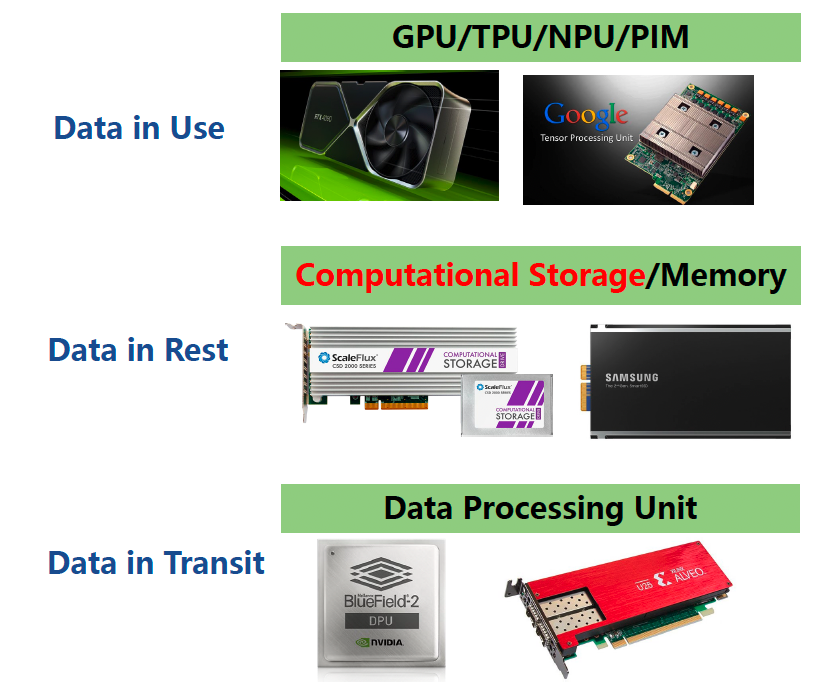 GPU/TPU/NPU/PIM
Data in Use
RTX 4090
Google
Tensor Processing Unit
Computational Storage/Memory
Data in Rest
ScaleFlux
CSD 2000 SERIES
COMPUTATIONAL
STORAGE
ScaleFlux
CSD 2000 SERIES
COMPUTATIONAL
STORAGE
SAMSUNG
Data Processing Unit
Data in Transit
Mellanox
BLUEFIELD-2
DPU
NVIDIA
U25
XILINX
ALVEO